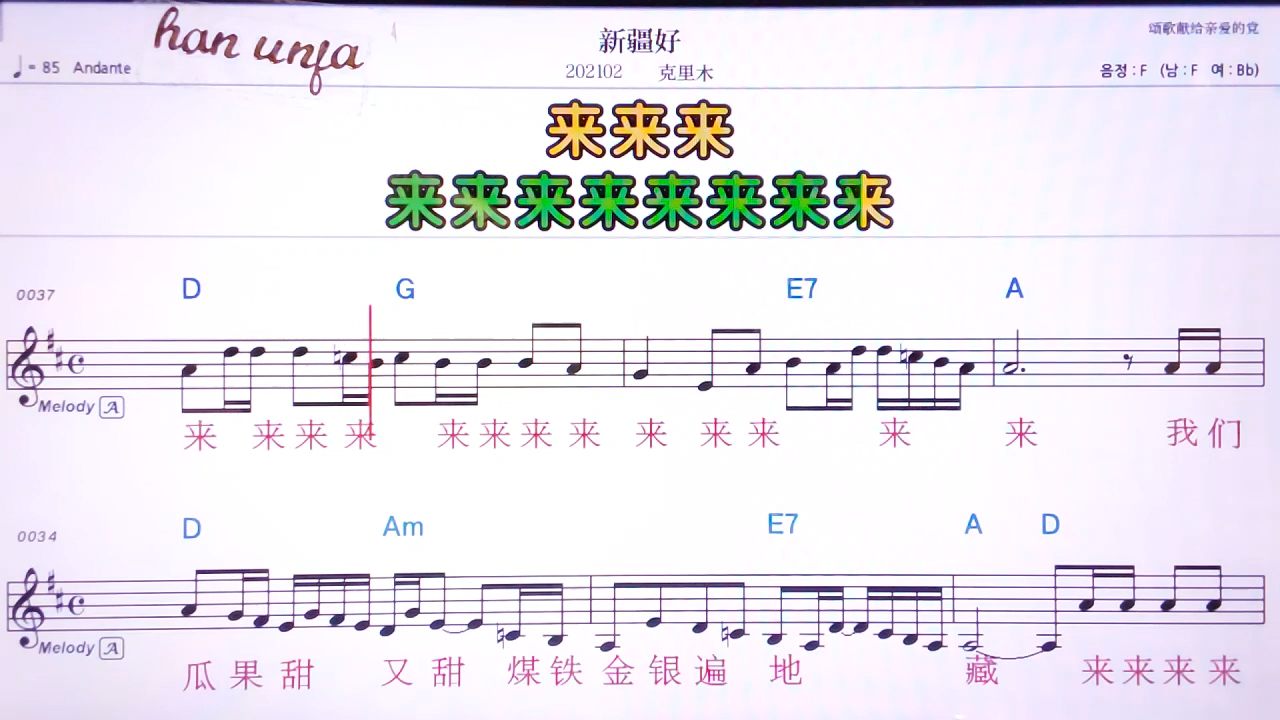 han unfa
新疆好
颂歌献给亲爱的党
♩= 85 Andante
202102 克里木
음정 : F (남 : F 여 : Bb)
来来来
来来来来来来来来
0037
D G E7 A
Melody A
来 来 来 来 来 来 来 来 来 来 来 来 来 我 们
0034
D Am E7 A D
Melody A
瓜 果 甜 又 甜 煤 铁 金 银 遍 地 藏 来 来 来 来